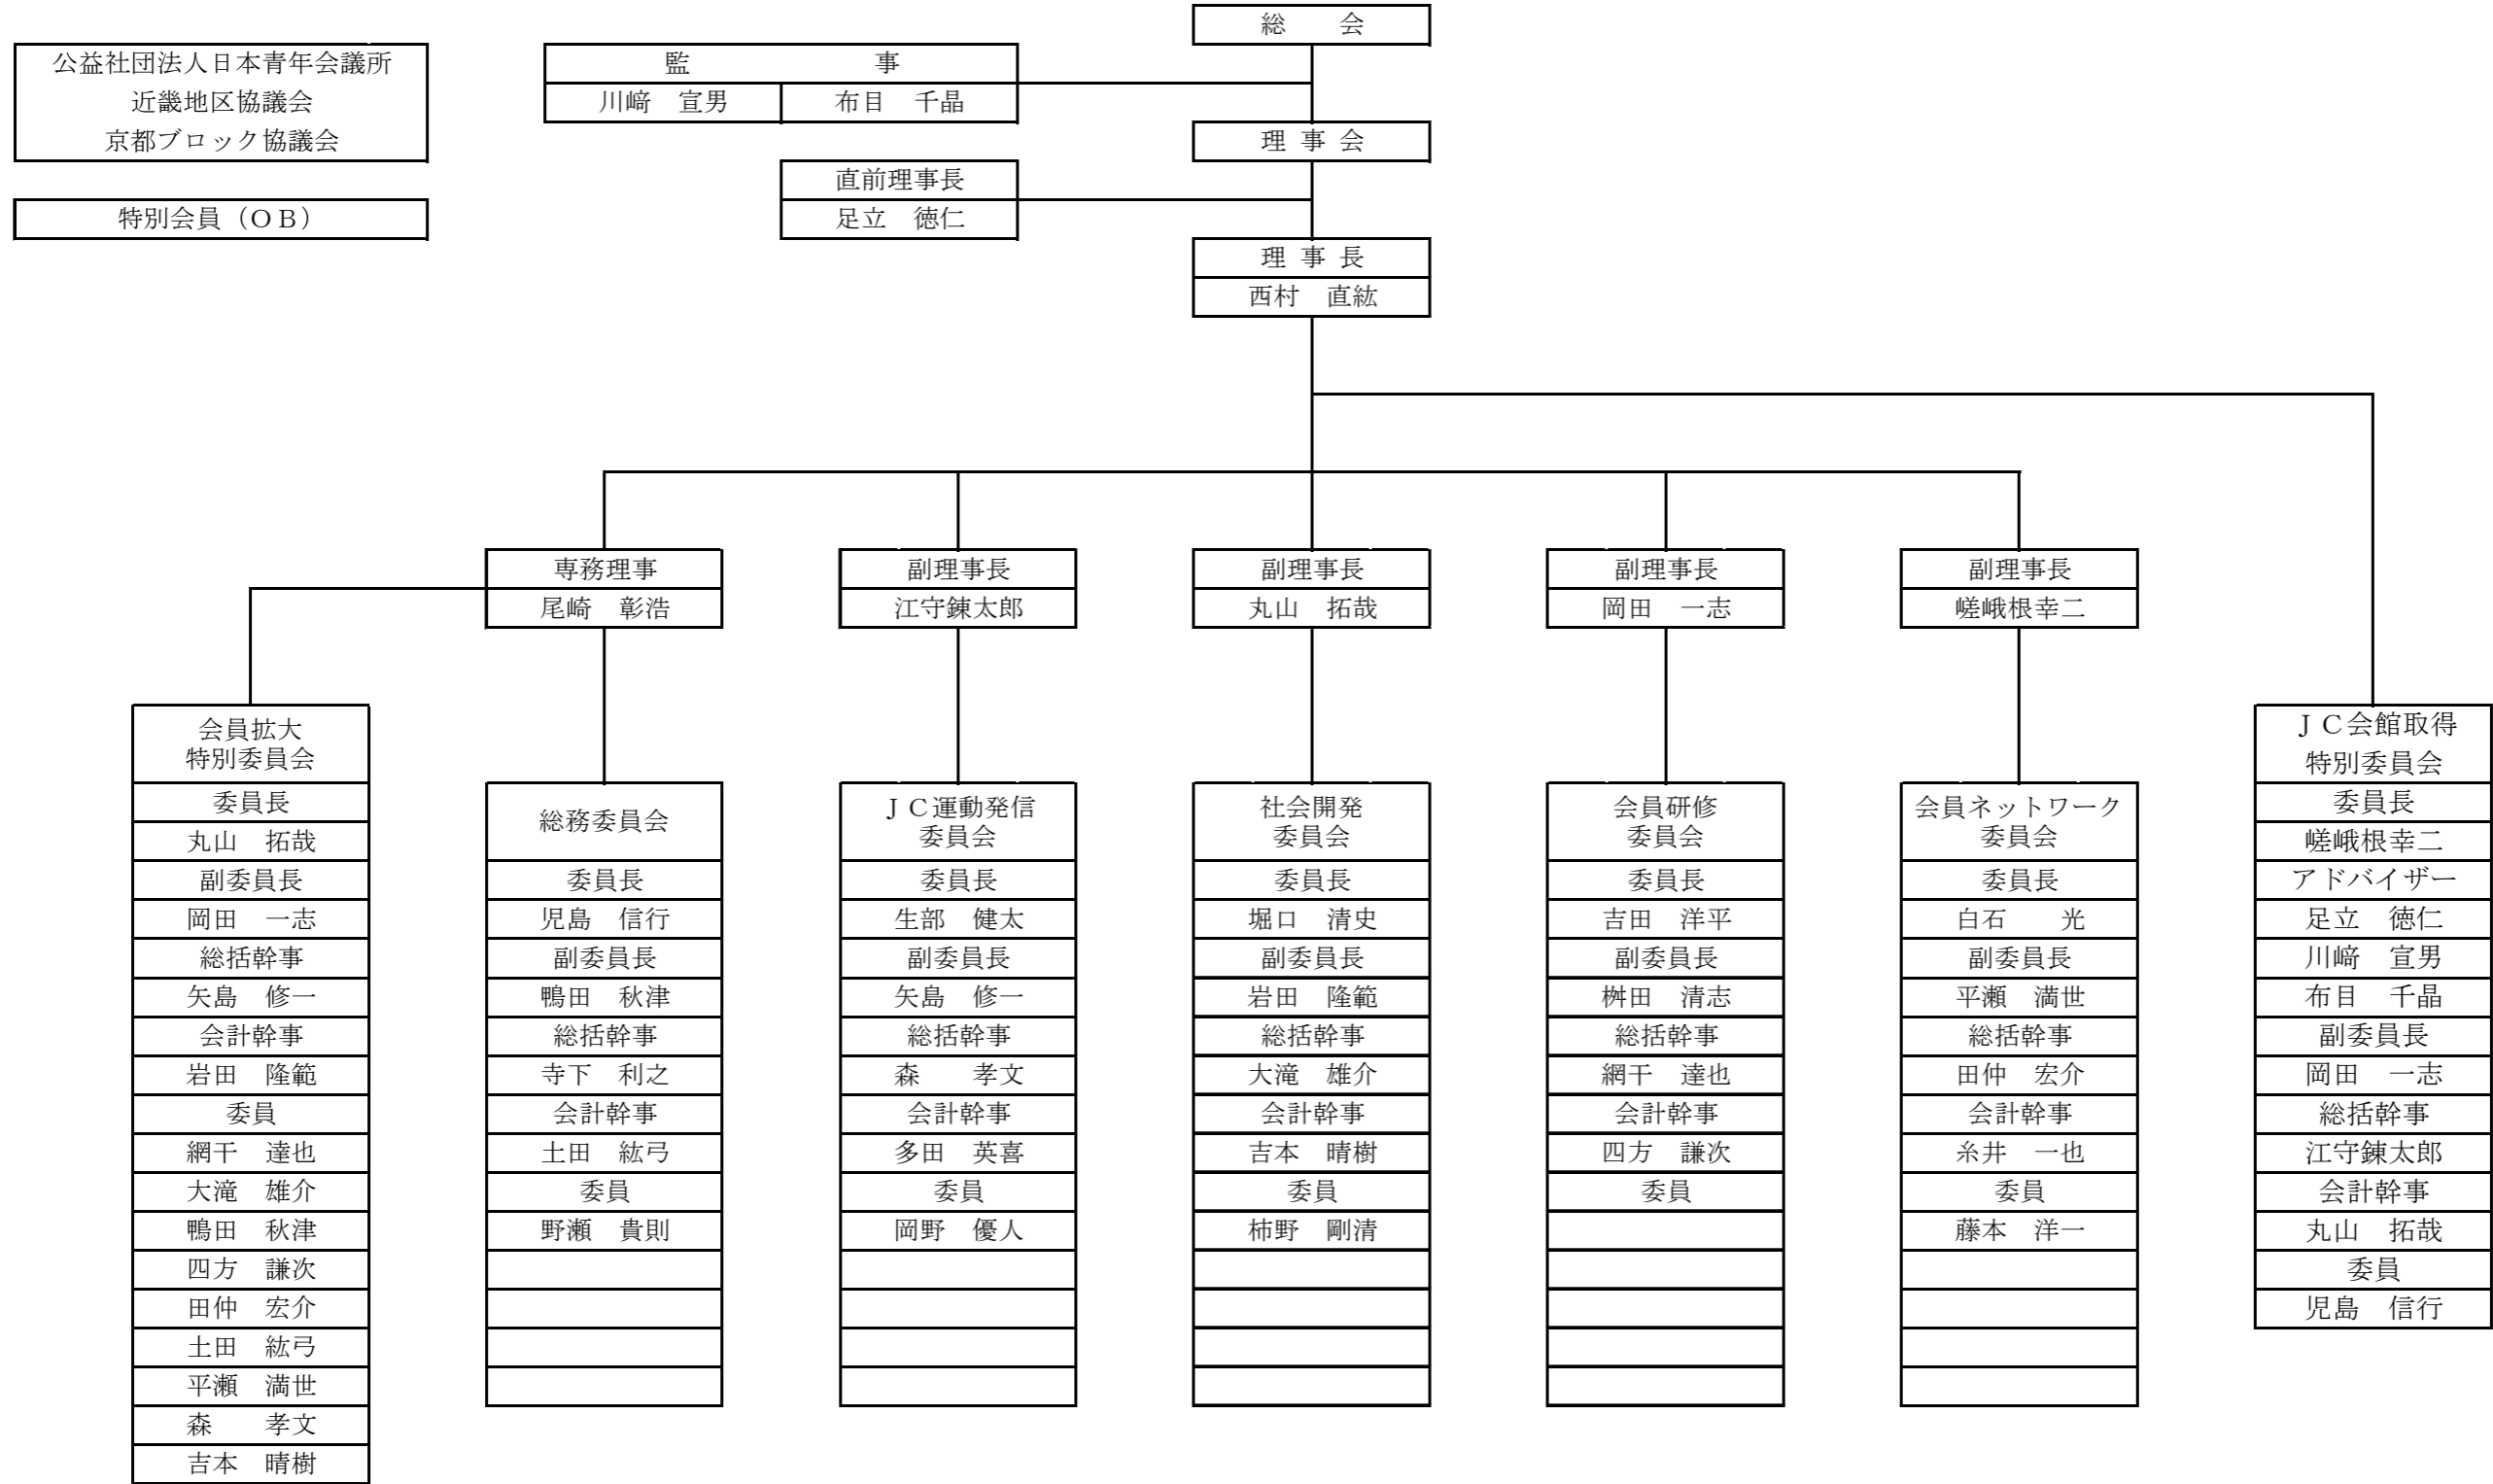 総　　会
公益社団法人日本青年会議所
近畿地区協議会
京都ブロック協議会
特別会員（ＯＢ）
監　　　　　　　事
川﨑　宣男
布目　千晶
理 事 会
直前理事長
足立　徳仁
理 事 長
西村　直紘
専務理事
尾崎　彰浩
副理事長
江守錬太郎
副理事長
丸山　拓哉
副理事長
岡田　一志
副理事長
嵯峨根幸二
会員拡大
特別委員会
委員長
丸山　拓哉
副委員長
岡田　一志
総括幹事
矢島　修一
会計幹事
岩田　隆範
委員
網干　達也
大滝　雄介
鴨田　秋津
四方　謙次
田仲　宏介
土田　紘弓
平瀬　満世
森　　孝文
吉本　晴樹
総務委員会
委員長
児島　信行
副委員長
鴨田　秋津
総括幹事
寺下　利之
会計幹事
土田　紘弓
委員
野瀬　貴則
ＪＣ運動発信
委員会
委員長
生部　健太
副委員長
矢島　修一
総括幹事
森　　孝文
会計幹事
多田　英喜
委員
岡野　優人
社会開発
委員会
委員長
堀口　清史
副委員長
岩田　隆範
総括幹事
大滝　雄介
会計幹事
吉本　晴樹
委員
柿野　剛清
会員研修
委員会
委員長
吉田　洋平
副委員長
桝田　清志
総括幹事
網干　達也
会計幹事
四方　謙次
委員
会員ネットワーク
委員会
委員長
白石　　光
副委員長
平瀬　満世
総括幹事
田仲　宏介
会計幹事
糸井　一也
委員
藤本　洋一
ＪＣ会館取得
特別委員会
委員長
嵯峨根幸二
アドバイザー
足立　徳仁
川﨑　宣男
布目　千晶
副委員長
岡田　一志
総括幹事
江守錬太郎
会計幹事
丸山　拓哉
委員
児島　信行